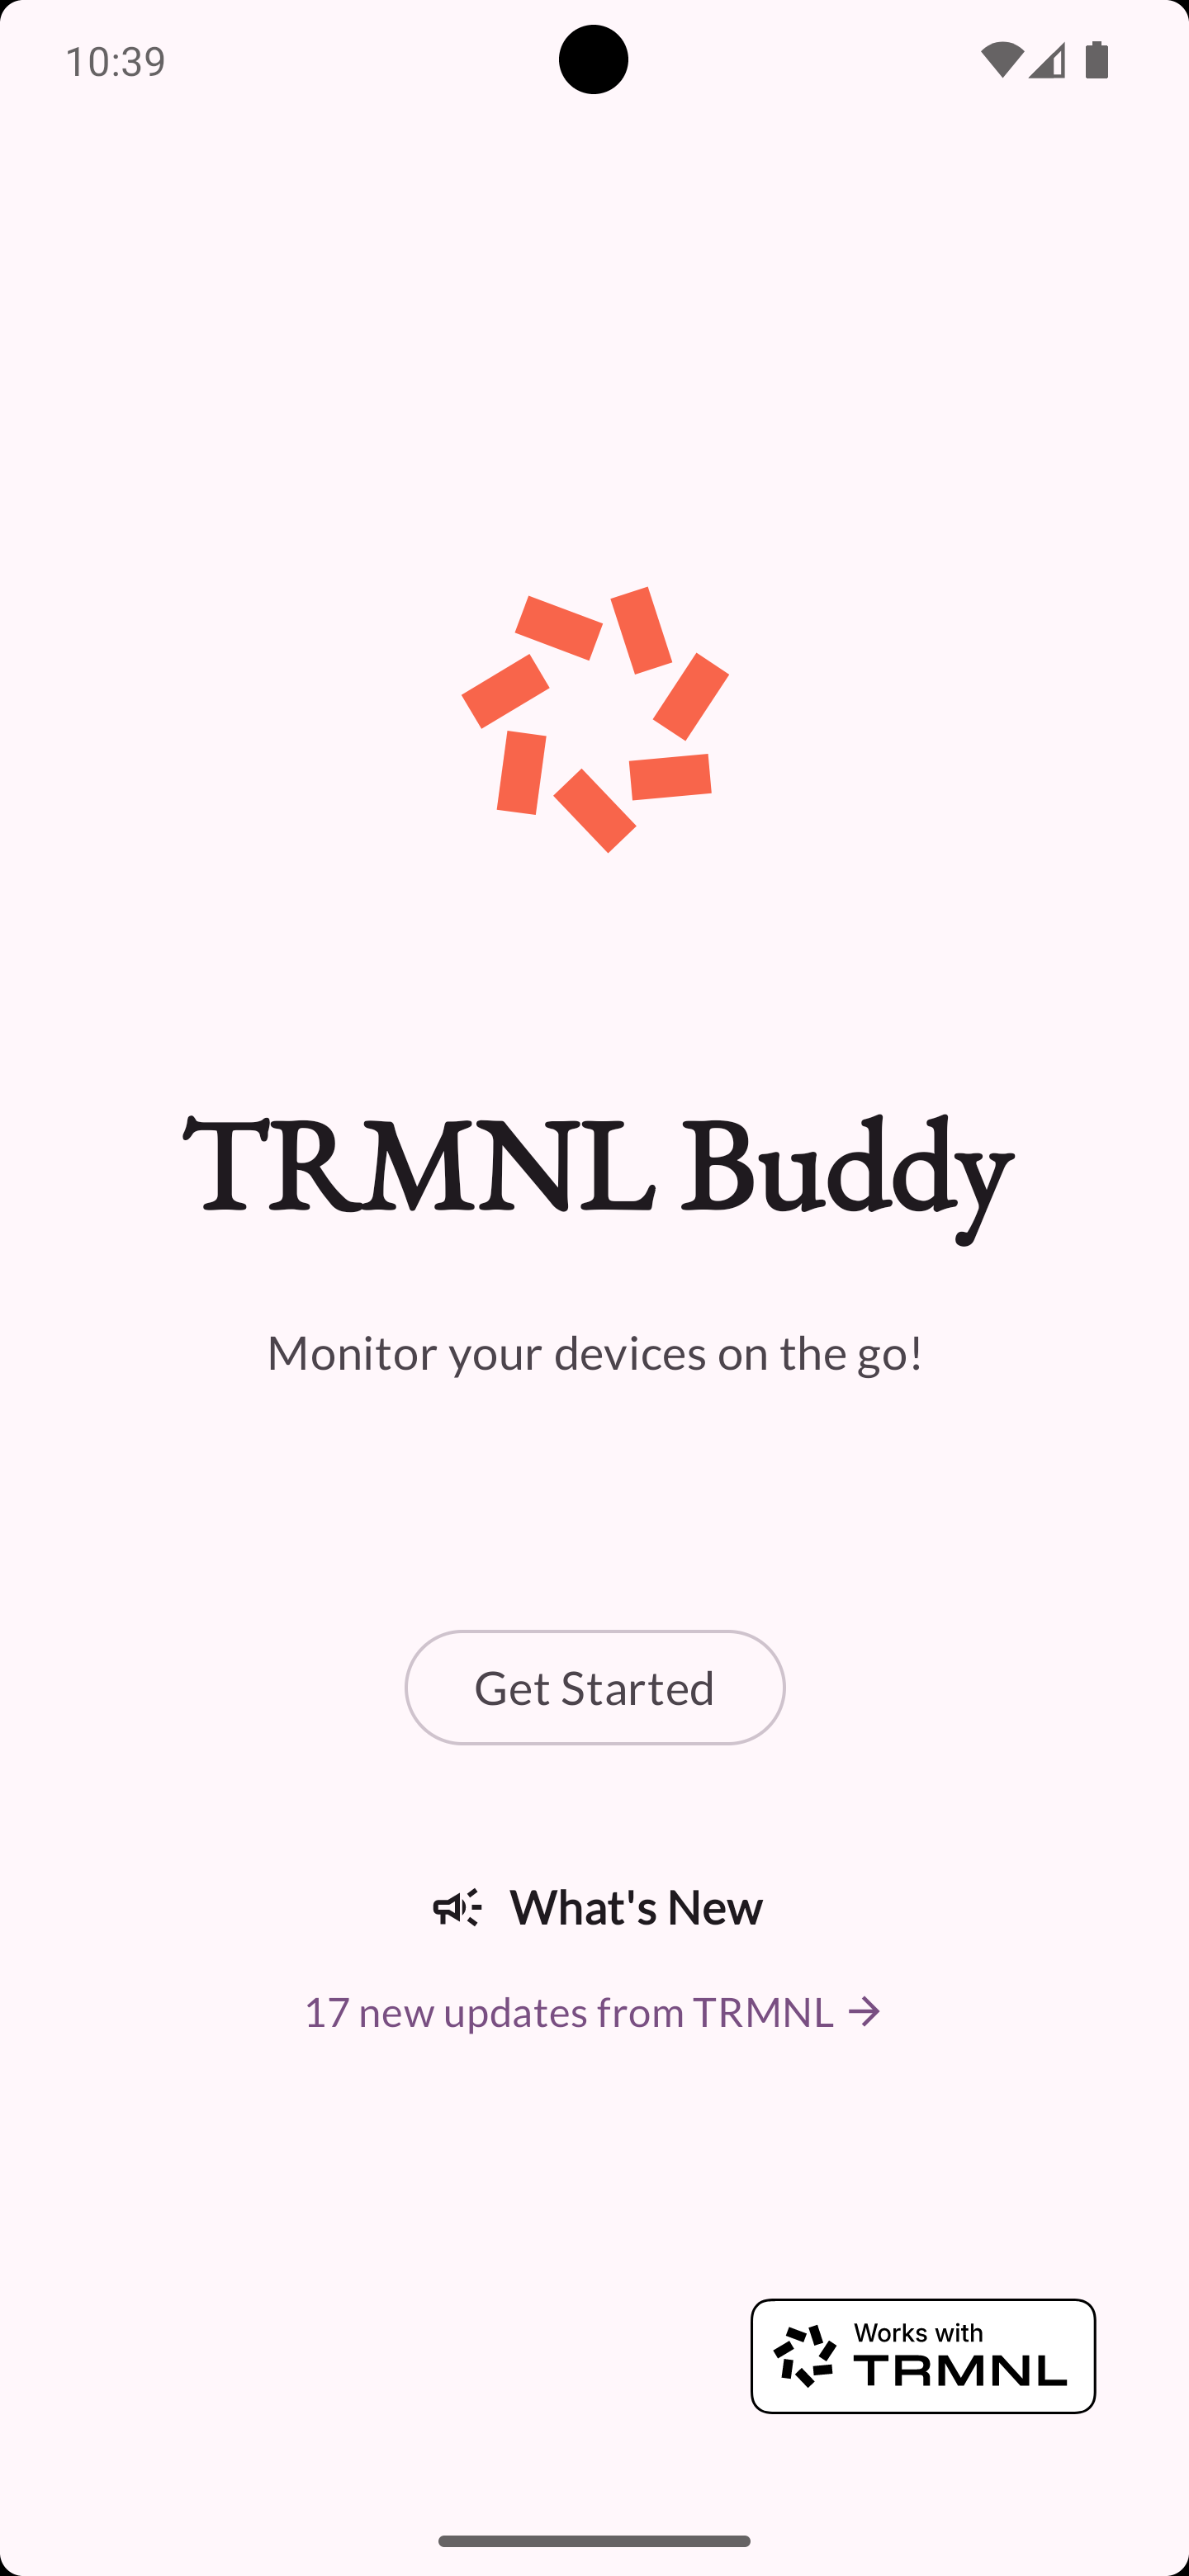 10:39
TRMNL Buddy
Monitor your devices on the go!
Get Started
What's New
17 new updates from TRMNL
Works with
TRMNL